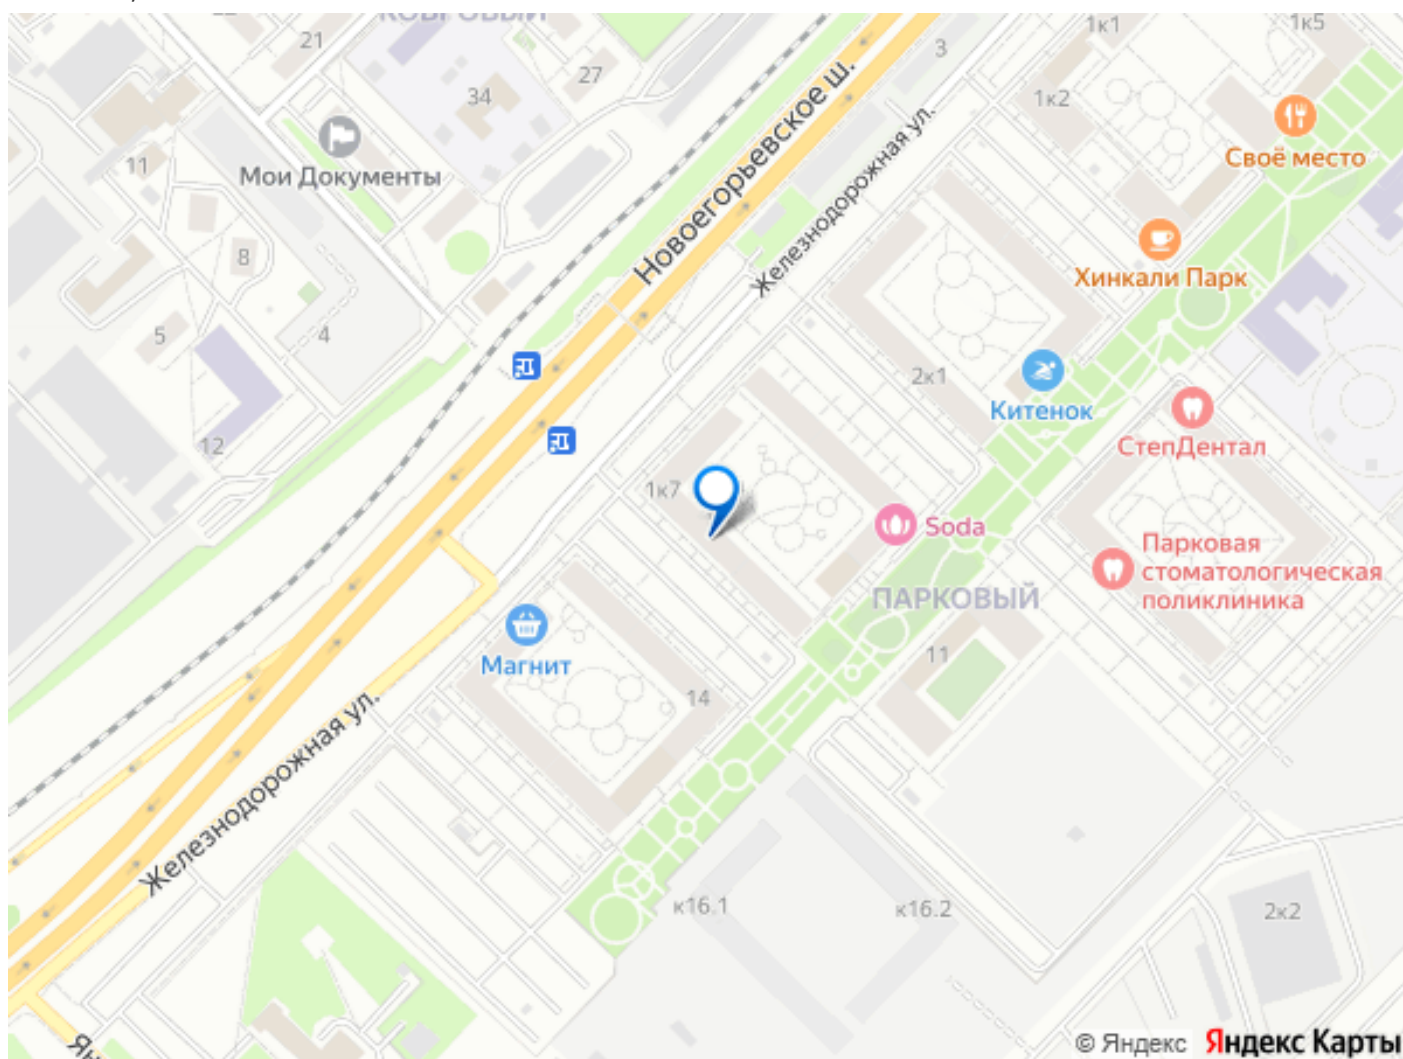 КОВРОВЫЙ
1к1
1к5
21
3
27
34
1к2
Мои Документы
11
Новоегорьевское ш.
Железнодорожная ул.
Своё место
8
Хинкали Парк
5
4
2к1
Китенок
12
СтепДентал
1к7
Soda
Парковая
стоматологическая
поликлиника
ПАРКОВЫЙ
Магнит
11
14
Железнодорожная ул.
к16.1
к16.2
2к2
Ян
© Яндекс Яндекс Карты